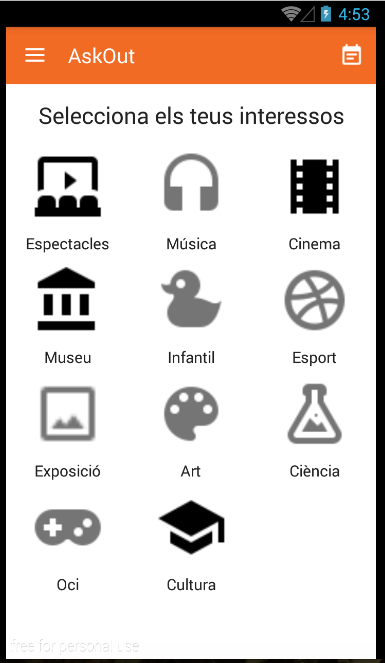 4:53
AskOut
Selecciona els teus interessos
Espectacles Música Cinema
Museu Infantil Esport
Exposició Art Ciència
Oci Cultura
free for personal use